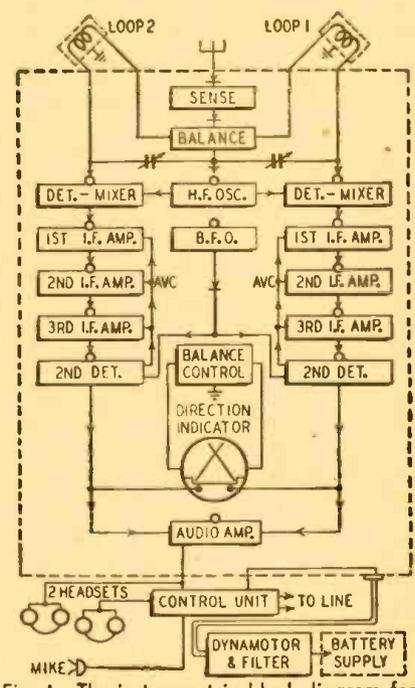 LOOP 2
LOOP 1
SENSE
BALANCE
DET.-MIXER
H.F. OSC.
DET.-MIXER
1ST I.F. AMP.
B.F.O.
1ST I.F. AMP.
2ND I.F. AMP.
AVC
AVC
2ND I.F. AMP.
3RD I.F. AMP.
3RD I.F. AMP.
2ND DET.
BALANCE
CONTROL
2ND DET.
DIRECTION
INDICATOR
AUDIO AMP.
2 HEADSETS
CONTROL UNIT
TO LINE
MIKE
DYNAMOTOR
& FILTER
BATTERY
SUPPLY